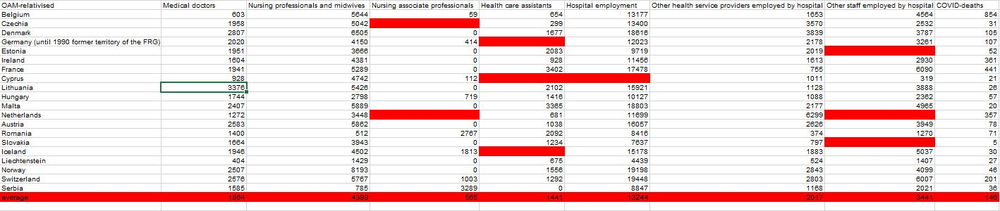 OAM-relativised Medical doctors Nursing professionals and midwives Nursing associate professionals Health care assistants Hospital employment Other health service providers employed by hospital Other staff employed by hospital COVID-deaths
Belgium 603 5644 59 654 13177 1653 4564 854
Czechia 1958 5042 299 13400 3570 2532 31
Denmark 2807 6505 0 1677 18616 3839 3787 105
Germany (until 1990 former territory of the FRG) 2020 4150 414 12023 2178 3261 107
Estonia 1951 3666 0 2083 9719 2019 52
Ireland 1604 4381 0 928 11456 1613 2930 361
France 1941 5289 0 3402 17478 755 6090 441
Cyprus 928 4742 112 1011 319 21
Lithuania 3376 5426 0 2102 15921 1128 3888 26
Hungary 1744 2798 719 1416 10127 1088 2362 57
Malta 2407 5889 0 3365 18803 2177 4965 20
Netherlands 1272 3448 681 11699 6299 357
Austria 2583 5862 0 1038 16057 2626 3949 78
Romania 1400 512 2767 2092 8416 374 1270 71
Slovakia 1664 3943 0 1234 7637 797 5
Iceland 1946 4502 1813 15178 1883 5037 30
Liechtenstein 404 1429 0 675 4439 524 1407 27
Norway 2507 8193 0 1556 19198 2843 4099 46
Switzerland 2576 5767 1003 1292 19448 2803 6007 201
Serbia 1585 785 3289 0 8847 1168 2021 36
average 1864 4399 565 1441 13244 2017 3441 146